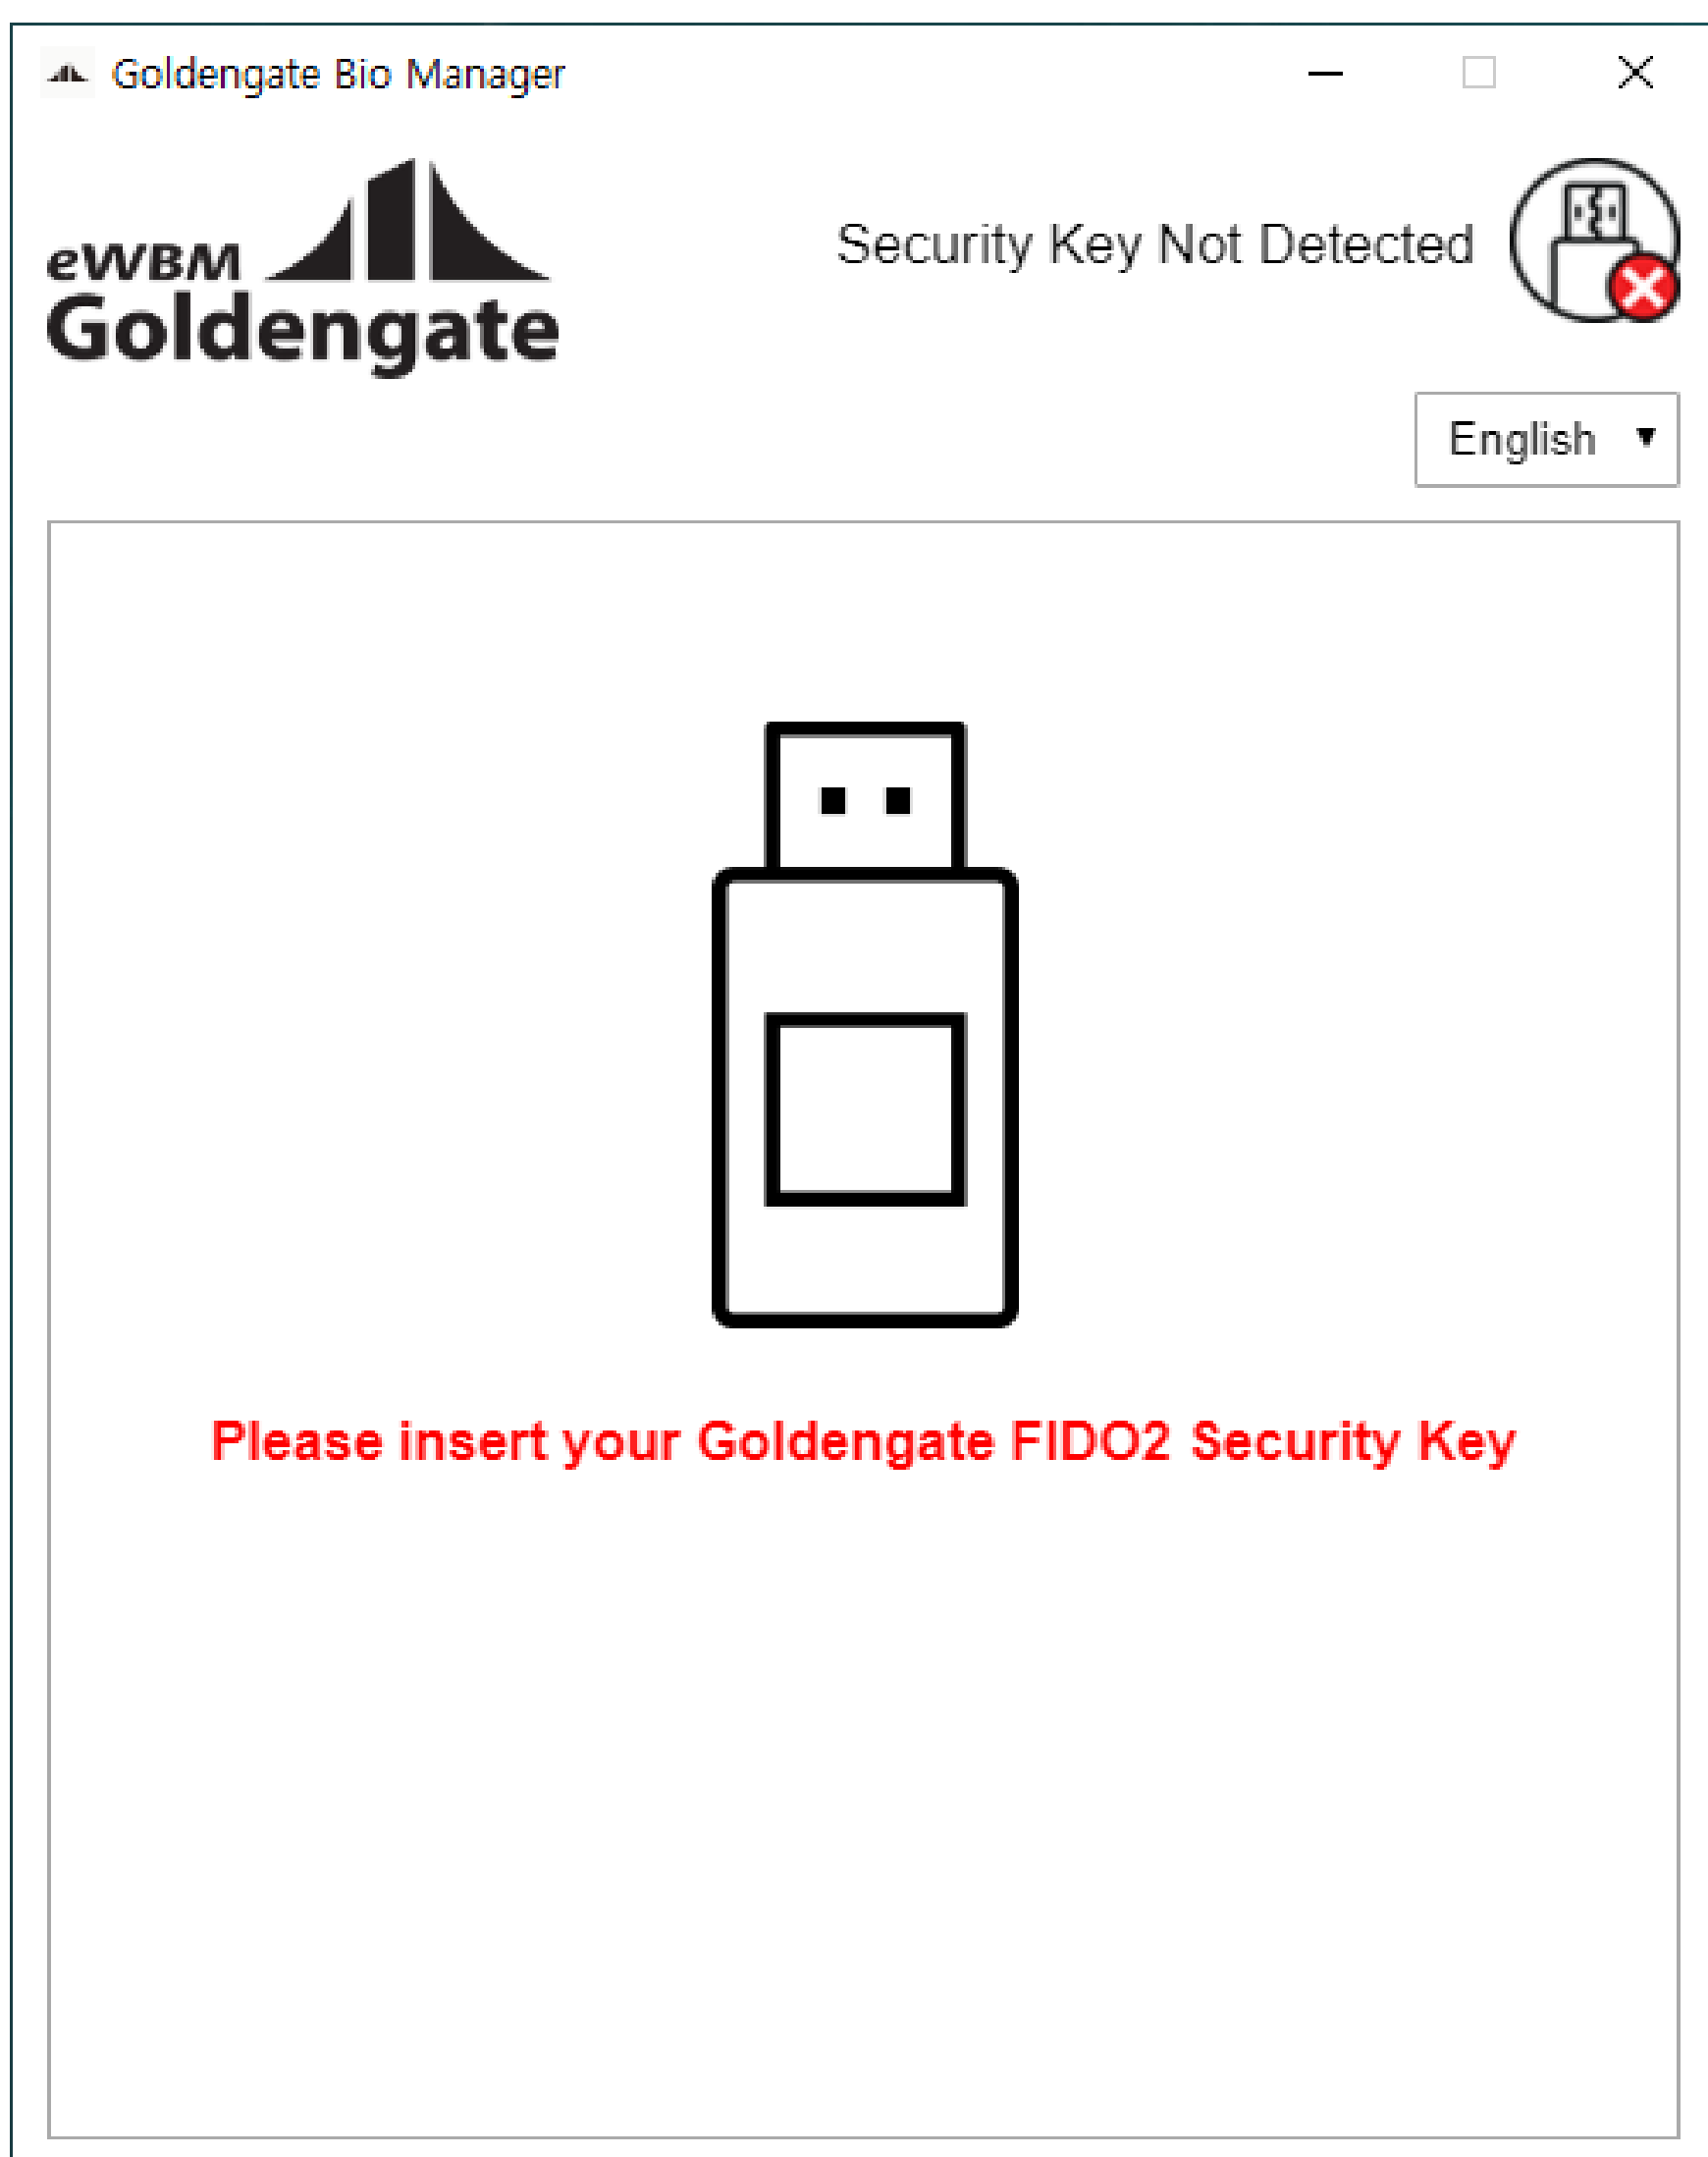 Goldengate Bio Manager
eWBM
Goldengate
Security Key Not Detected
English
Please insert your Goldengate FIDO2 Security Key